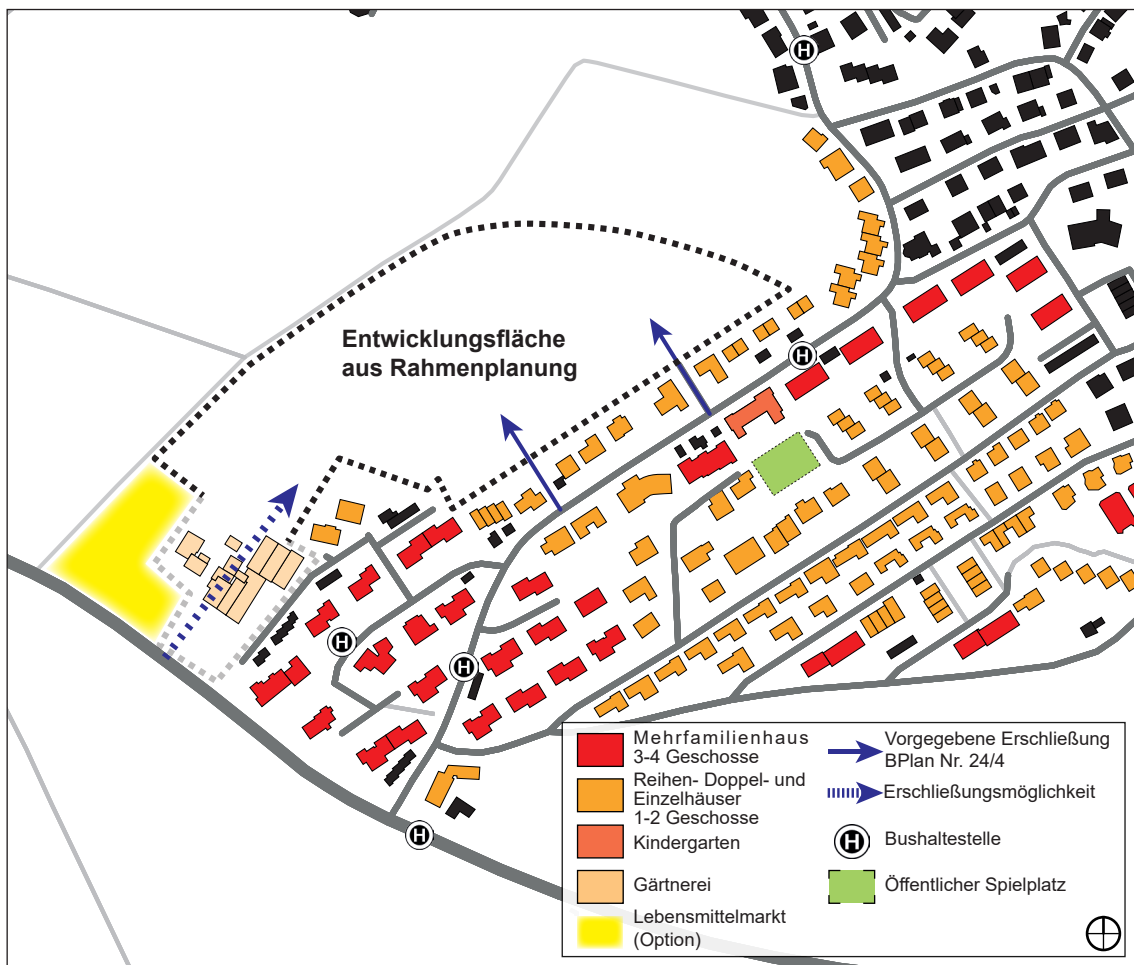 H
Entwicklungsfläche
aus Rahmenplanung
H
H
H
H
Mehrfamilienhaus
3-4 Geschosse
Reihen- Doppel- und
Einzelhäuser
1-2 Geschosse
Kindergarten
Gärtnerei
Lebensmittelmarkt
(Option)
Vorgegebene Erschließung
BPlan Nr. 24/4
Erschließungsmöglichkeit
H
Bushaltestelle
Öffentlicher Spielplatz